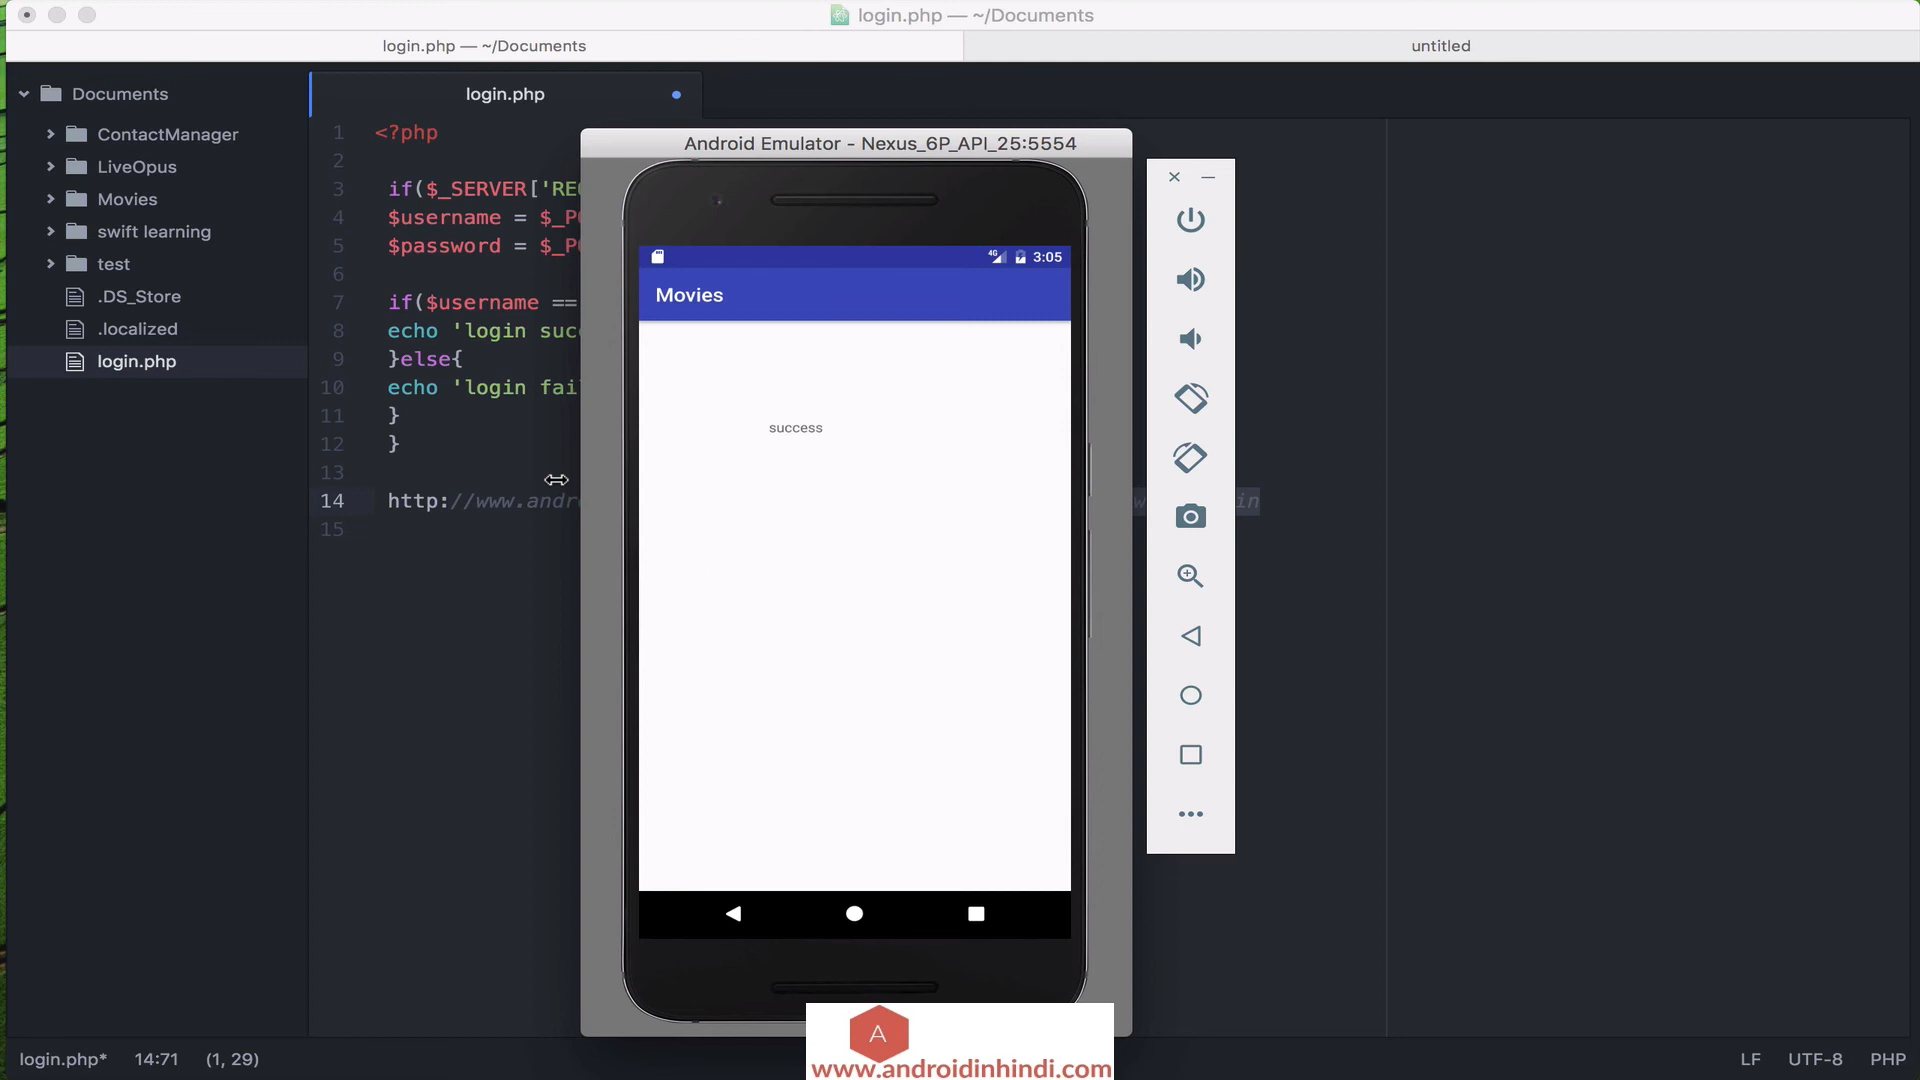 login.php — ~/Documents
login.php — ~/Documents
untitled
Documents
ContactManager
LiveOpus
Movies
swift learning
test
.DS_Store
.localized
login.php
login.php
1 <?php
2
3 if($_SERVER['RE
4 $username = $_P
5 $password = $_P
6
7 if($username ==
8 echo 'login suc
9 }else{
10 echo 'login fai
11 }
12 }
13
14 http://www.andr
in
15
Android Emulator - Nexus_6P_API_25:5554
4G
3:05
Movies
success
A
www.androidinhindi.com
login.php* 14:71 (1, 29)
LF UTF-8 PHP